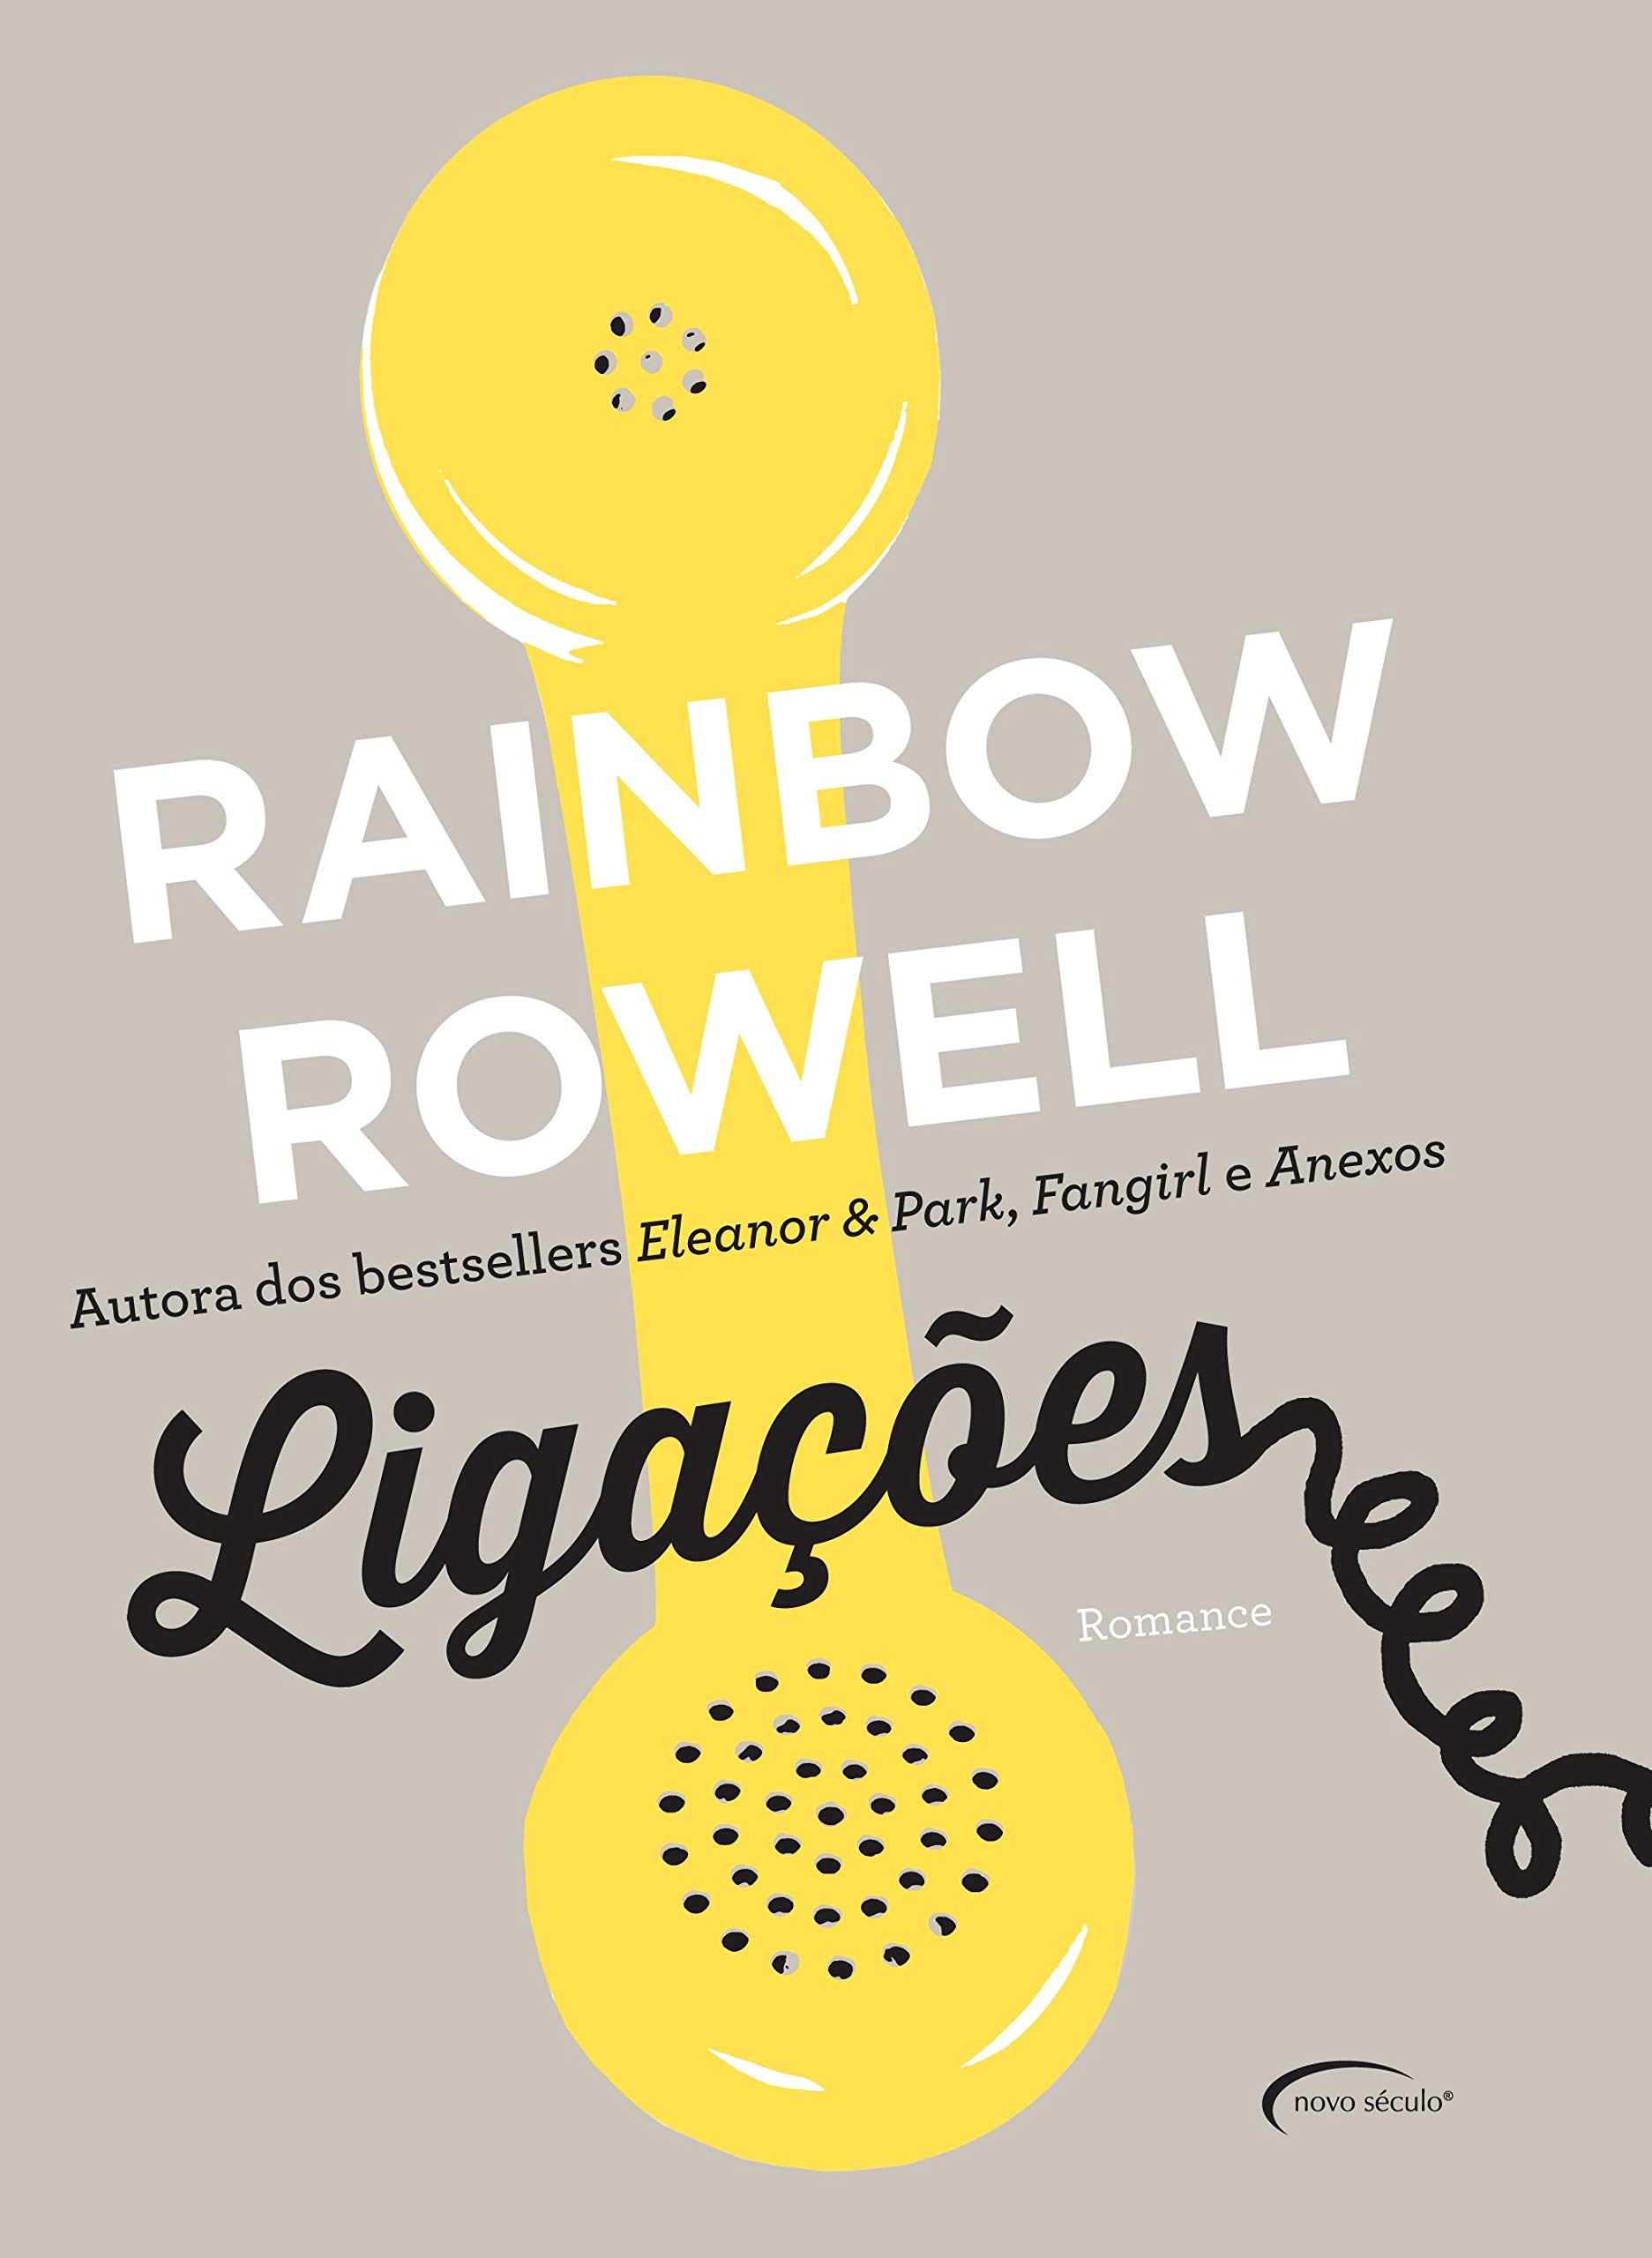 RAINBOW
ROWELL
Autora dos bestsellers Eleanor & Park, Fangirl e Anexos
Ligações
Romance
novo século®